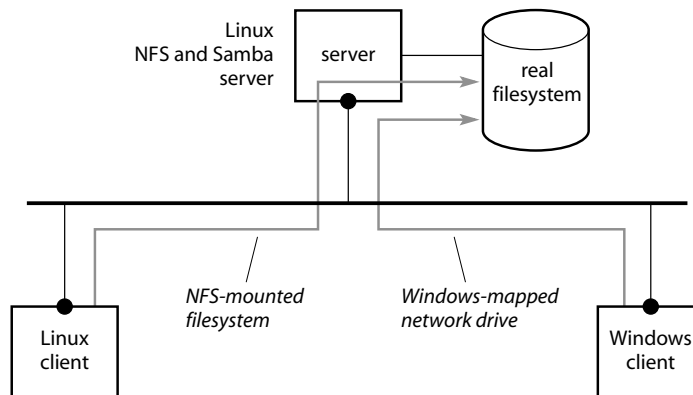 Linux
NFS and Samba
server
server
real
filesystem
NFS-mounted
filesystem
Windows-mapped
network drive
Linux
client
Windows
client